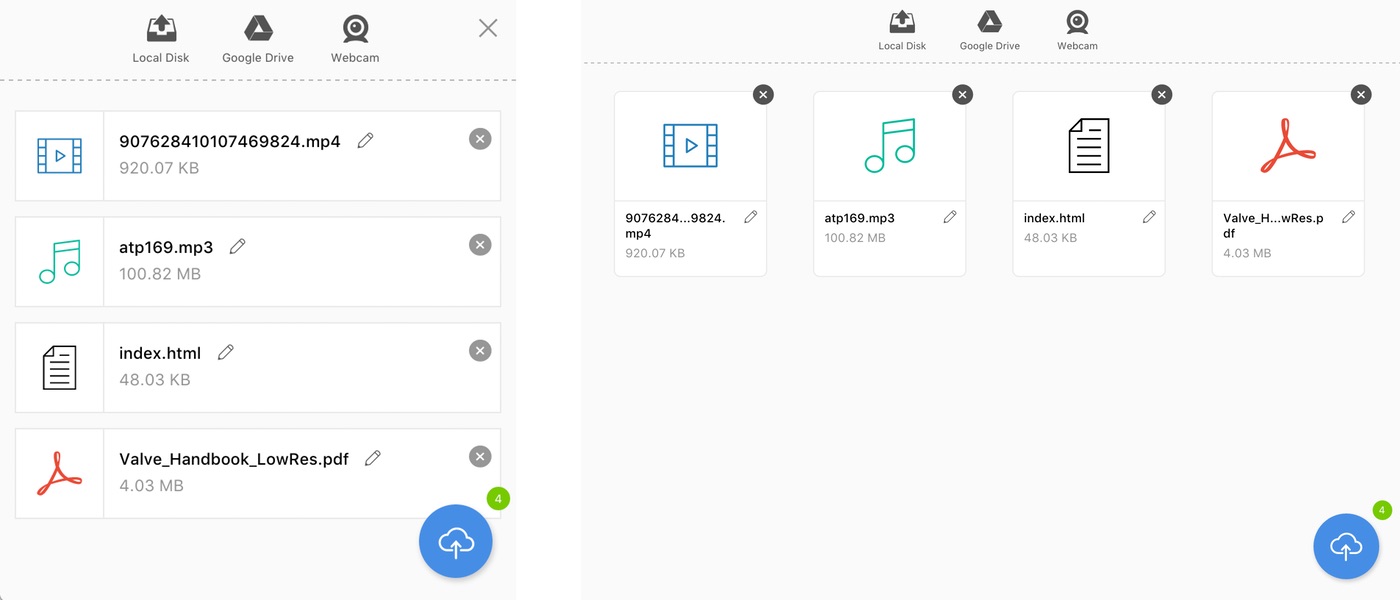 Local Disk
Google Drive
Webcam
907628410107469824.mp4
920.07 KB
atp169.mp3
100.82 MB
index.html
48.03 KB
Valve_Handbook_LowRes.pdf
4.03 MB
4
Local Disk
Google Drive
Webcam
9076284...9824.
mp4
920.07 KB
atp169.mp3
100.82 MB
index.html
48.03 KB
Valve_H...wRes.p
df
4.03 MB
4